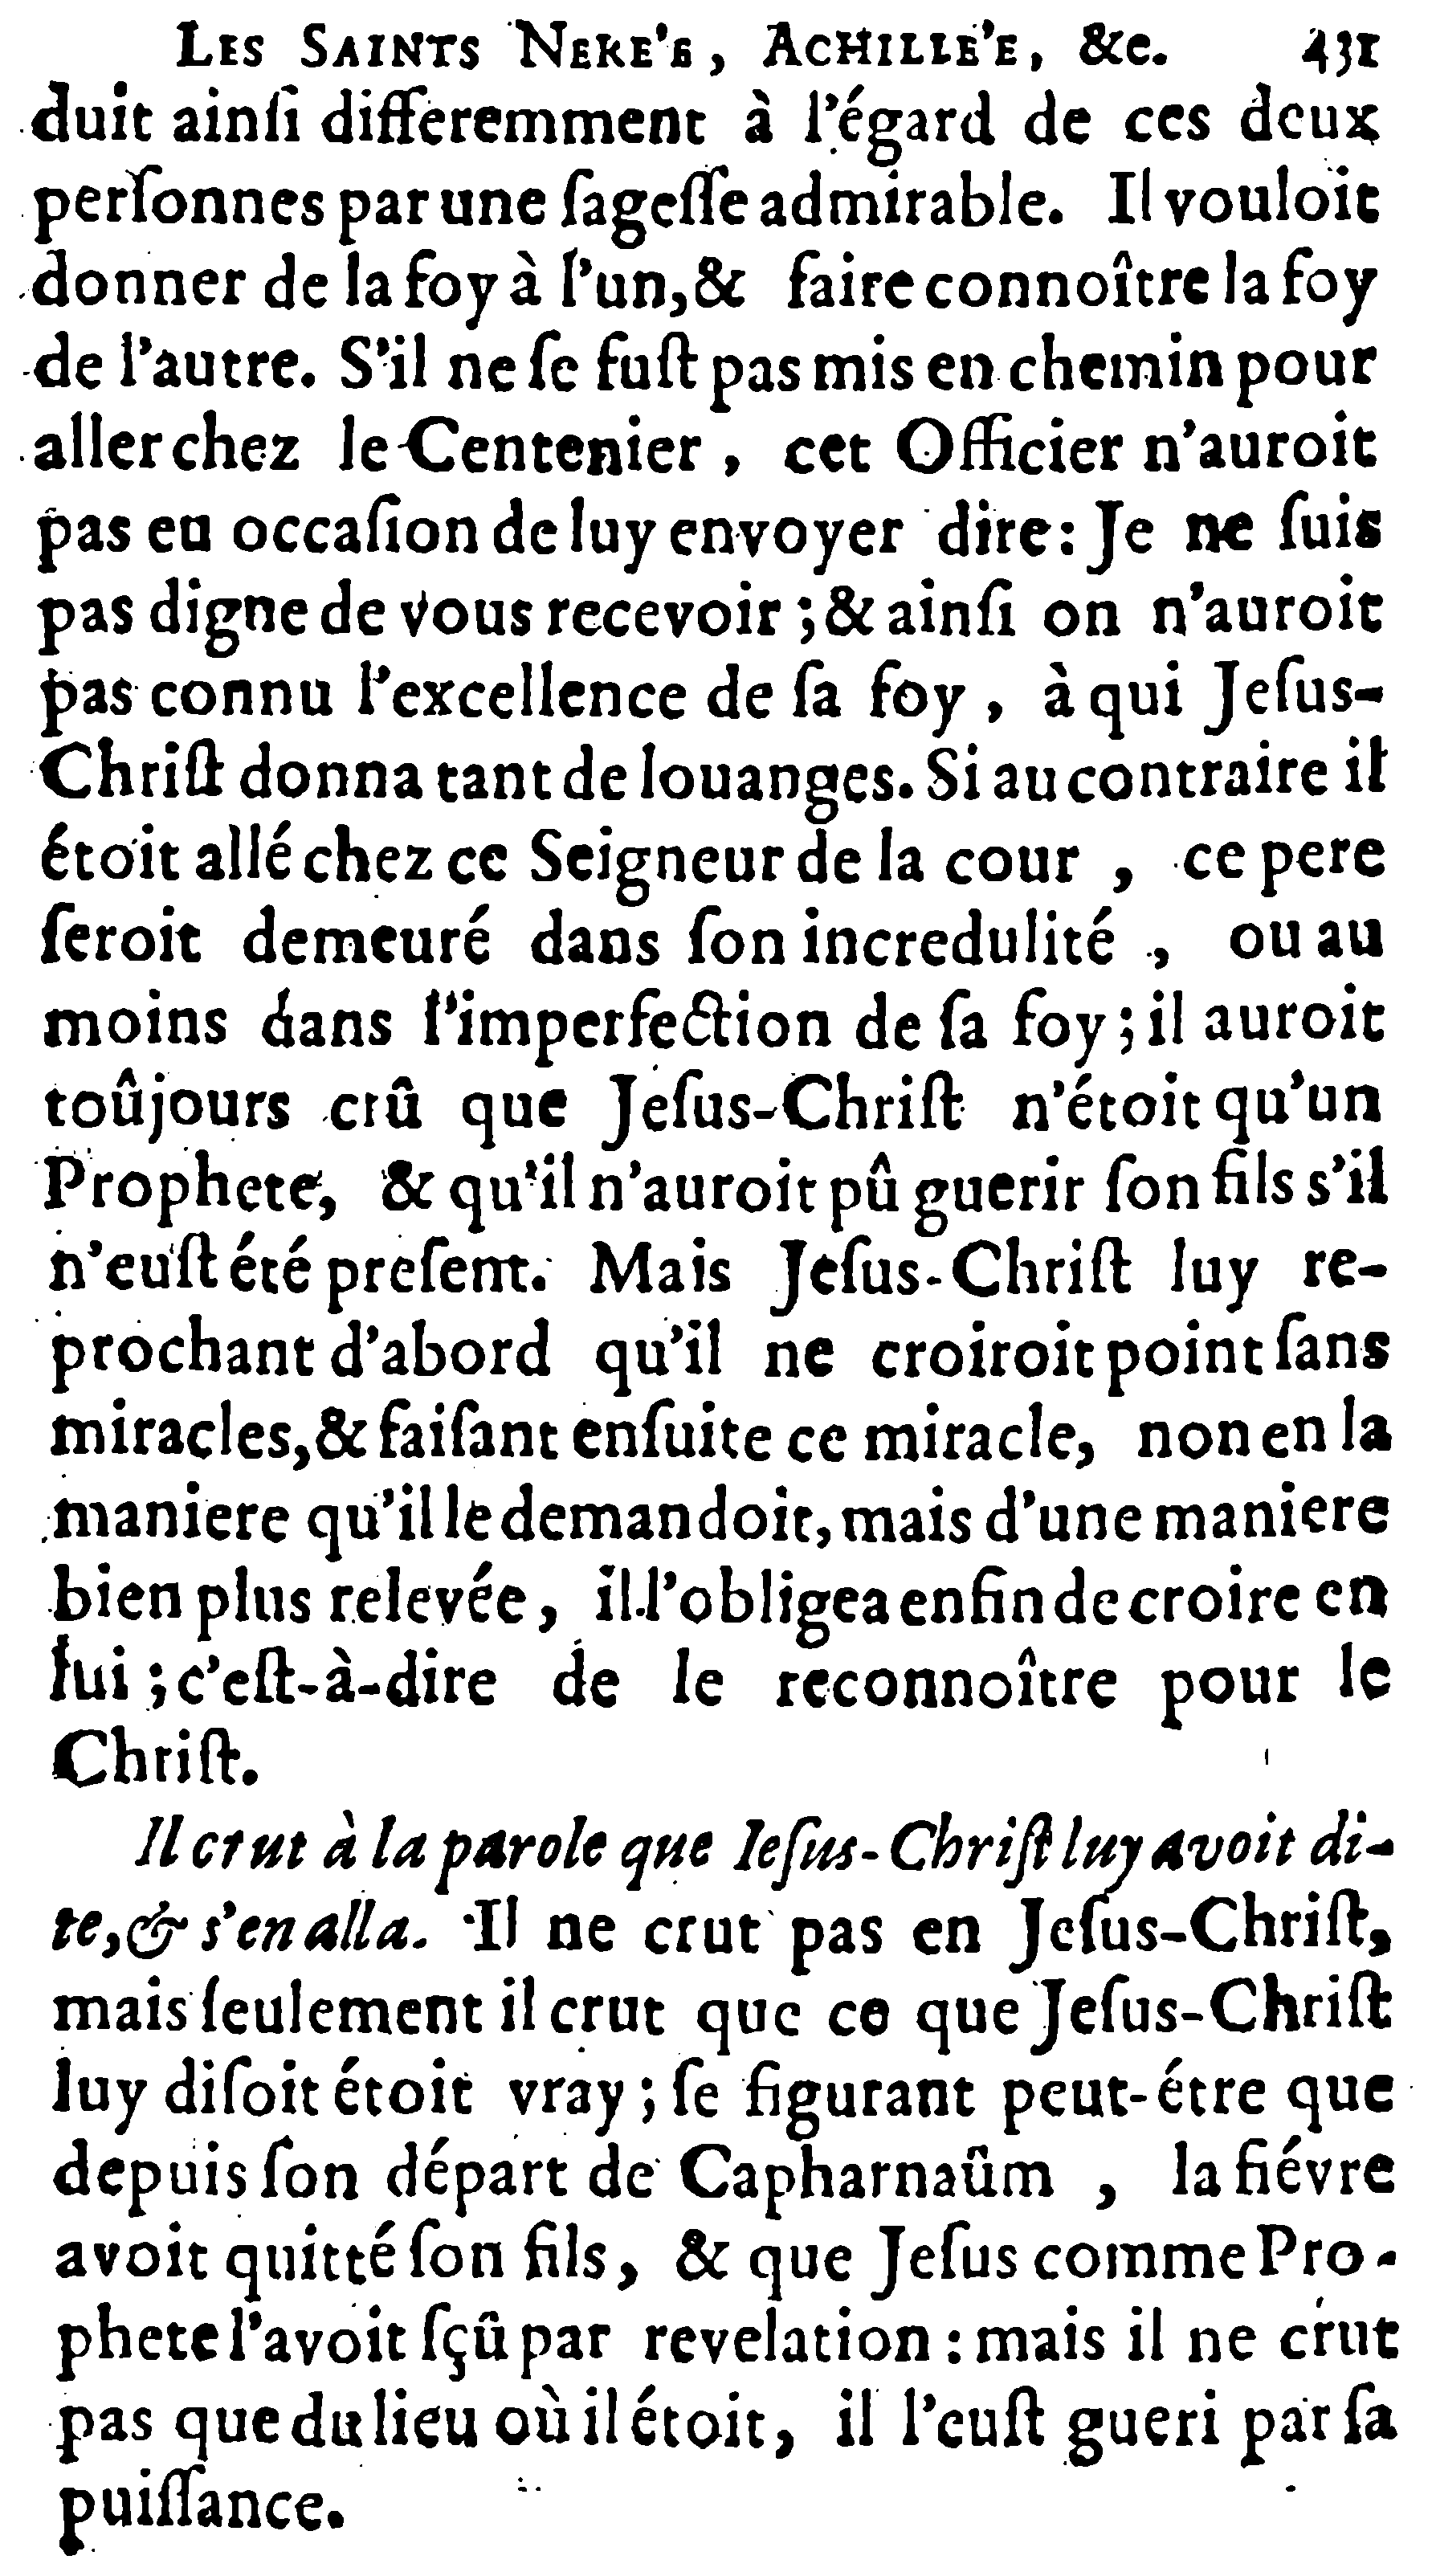 LES SAINTS NERE'E, ACHILLE'E, &c. 431
duit ainſi differemment à l'égard de ces deux
perſonnes par une ſageſſe admirable. Il vouloit
donner de la foy à l'un, & faire connoître la foy
de l'autre. S'il ne ſe fuſt pas mis en chemin pour
aller chez le Centenier, cet Officier n'auroit
pas eu occaſion de luy envoyer dire: Je ne ſuis
pas digne de vous recevoir; & ainſi on n'auroit
pas connu l'excellence de ſa foy, à qui Jeſus-
Chriſt donna tant de louanges. Si au contraire il
étoit allé chez ce Seigneur de la cour, ce pere
ſeroit demeuré dans ſon incredulité, ou au
moins dans l'imperfection de ſa foy; il auroit
toûjours crû que Jeſus-Chriſt n'étoit qu'un
Prophete, & qu'il n'auroit pû guerir ſon fils s'il
n'euſt été preſent. Mais Jeſus-Chriſt luy re-
prochant d'abord qu'il ne croiroit point ſans
miracles, & faiſant enſuite ce miracle, non en la
maniere qu'il le demandoit, mais d'une maniere
bien plus relevée, il l'obligea enfin de croire en
lui; c'eſt-à-dire de le reconnoître pour le
Chriſt.
Il crut à la parole que Ieſus-Chriſt luy avoit di-
te, & s'en alla. Il ne crut pas en Jeſus-Chriſt,
mais ſeulement il crut que ce que Jeſus-Chriſt
luy diſoit étoit vray; ſe figurant peut-étre que
depuis ſon départ de Capharnaûm, la fiévre
avoit quitté ſon fils, & que Jeſus comme Pro-
phete l'avoit ſçû par revelation: mais il ne crut
pas que du lieu où il étoit, il l'euſt gueri par ſa
puiſſance.